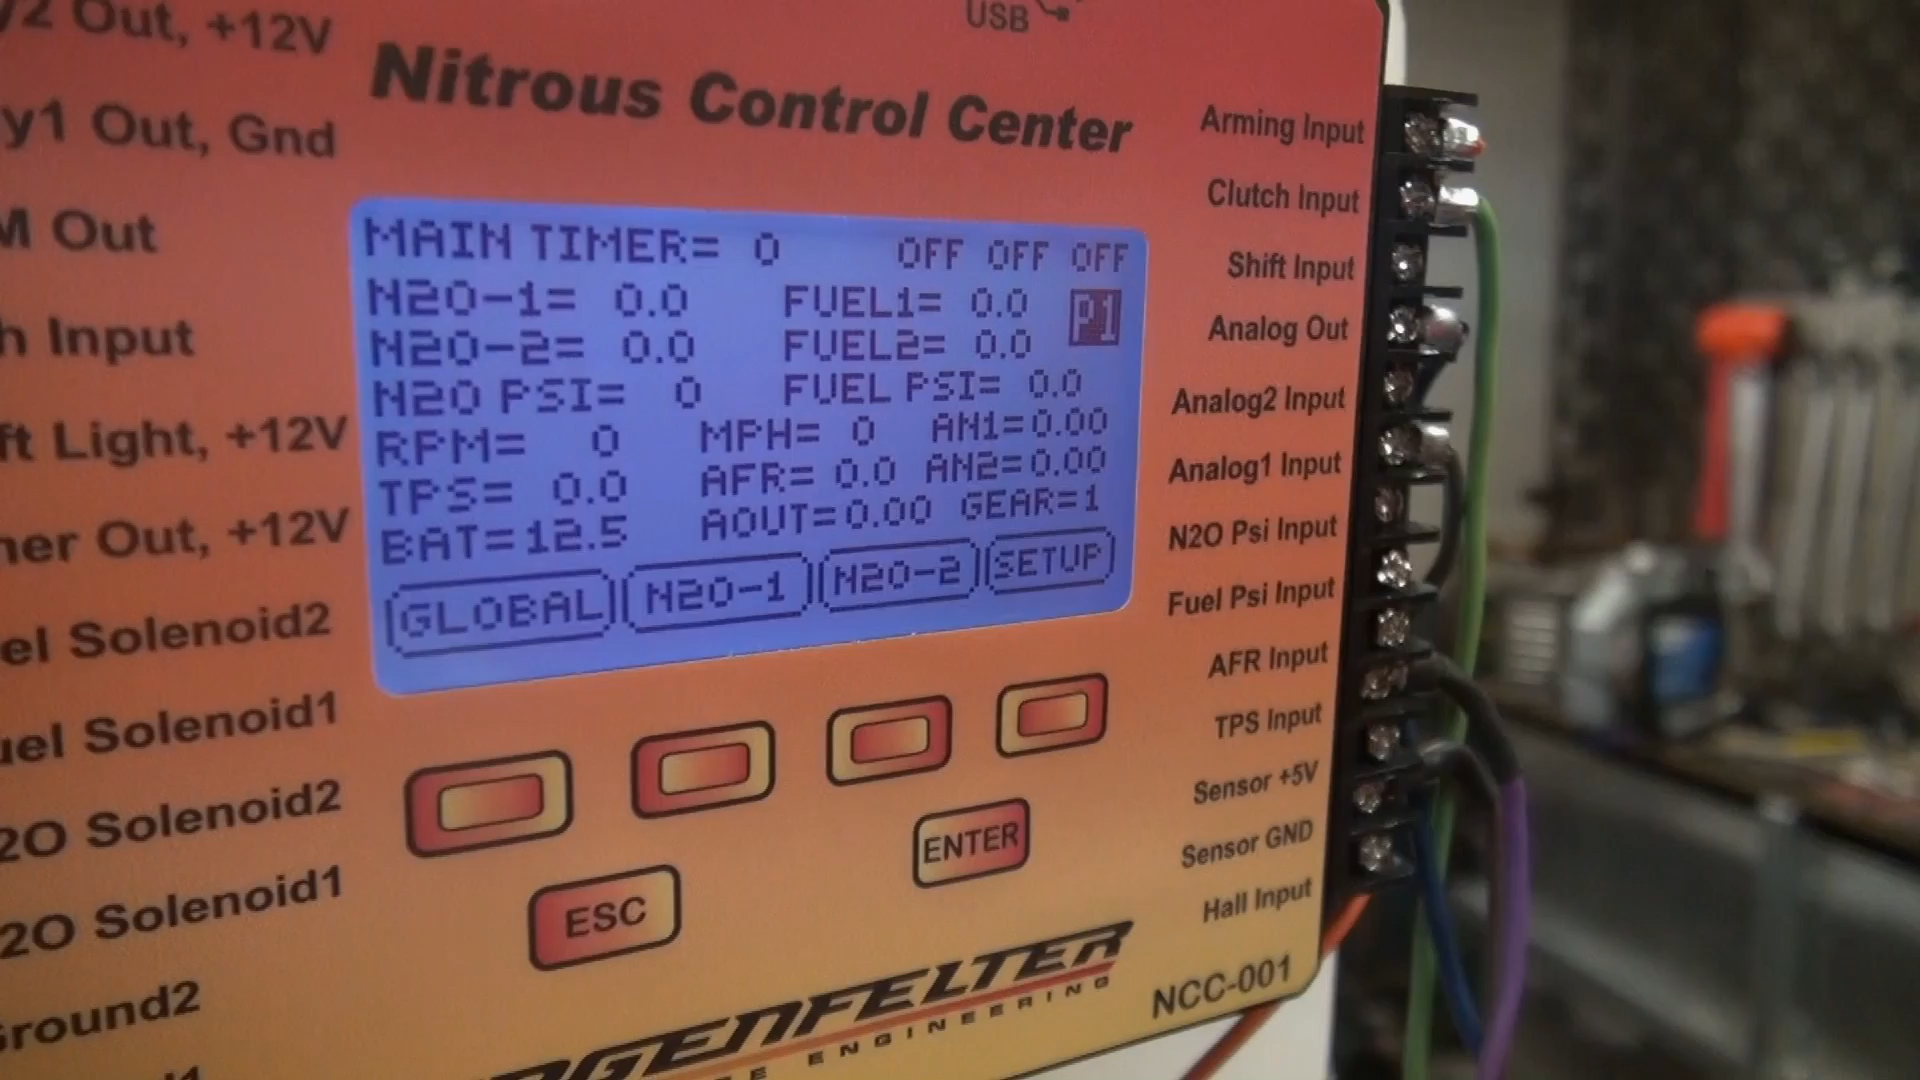 y2 Out, +12V
y1 Out, Gnd
M Out
h Input
ft Light, +12V
ner Out, +12V
el Solenoid2
uel Solenoid1
2O Solenoid2
2O Solenoid1
Ground2
USB
Nitrous Control Center
MAIN TIMER= 0 OFF OFF OFF
N2O-1= 0.0 FUEL1= 0.0 P1
N2O-2= 0.0 FUEL2= 0.0
N2O PSI= 0 FUEL PSI= 0.0
RPM= 0 MPH= 0 AN1=0.00
TPS= 0.0 AFR= 0.0 AN2=0.00
BAT=12.5 AOUT=0.00 GEAR=1
GLOBAL N2O-1 N2O-2 SETUP
ENTER
ESC
GENFELTER
ENGINEERING
NCC-001
Arming Input
Clutch Input
Shift Input
Analog Out
Analog2 Input
Analog1 Input
N2O Psi Input
Fuel Psi Input
AFR Input
TPS Input
Sensor +5V
Sensor GND
Hall Input